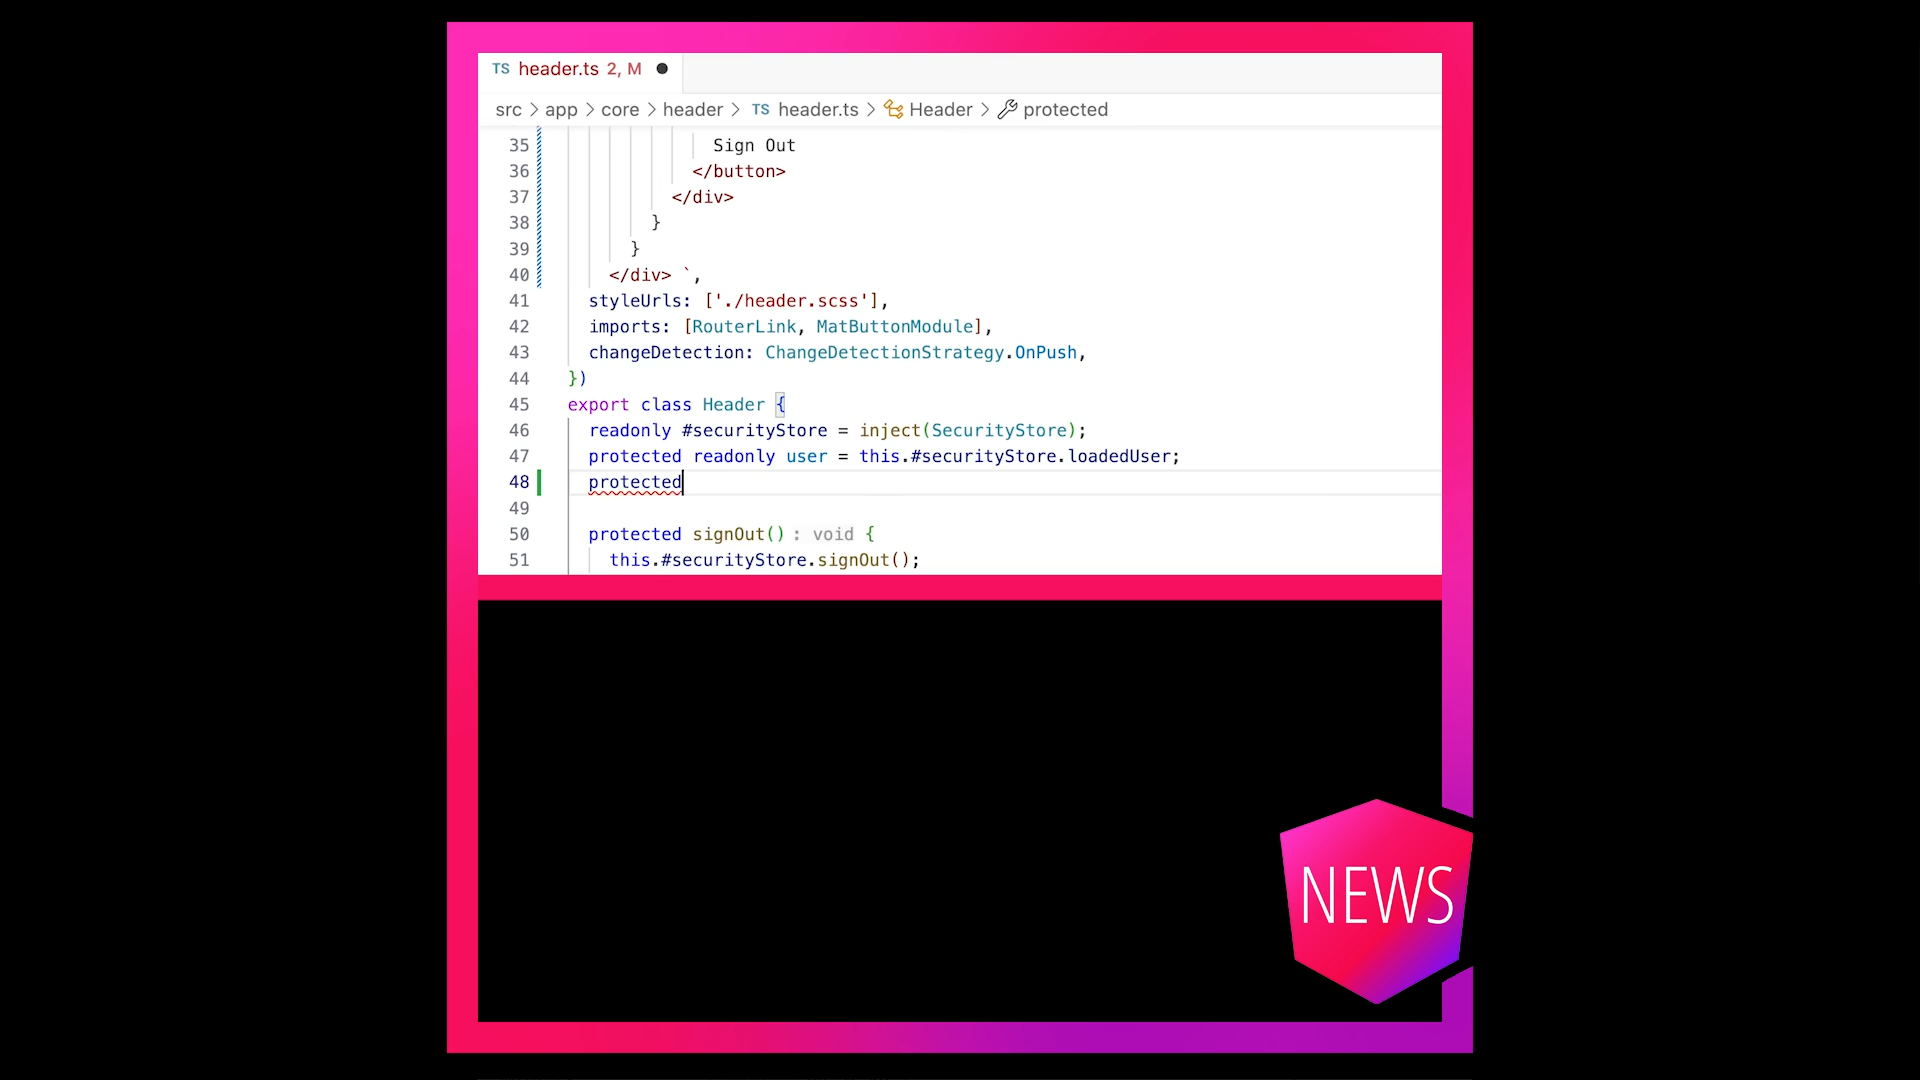 TS header.ts 2, M
src > app > core > header > TS header.ts > Header > protected
35 Sign Out
36 </button>
37 </div>
38 }
39 }
40 </div> `,
41 styleUrls: ['./header.scss'],
42 imports: [RouterLink, MatButtonModule],
43 changeDetection: ChangeDetectionStrategy.OnPush,
44 })
45 export class Header {
46 readonly #securityStore = inject(SecurityStore);
47 protected readonly user = this.#securityStore.loadedUser;
48 protected
49
50 protected signOut(): void {
51 this.#securityStore.signOut();
NEWS